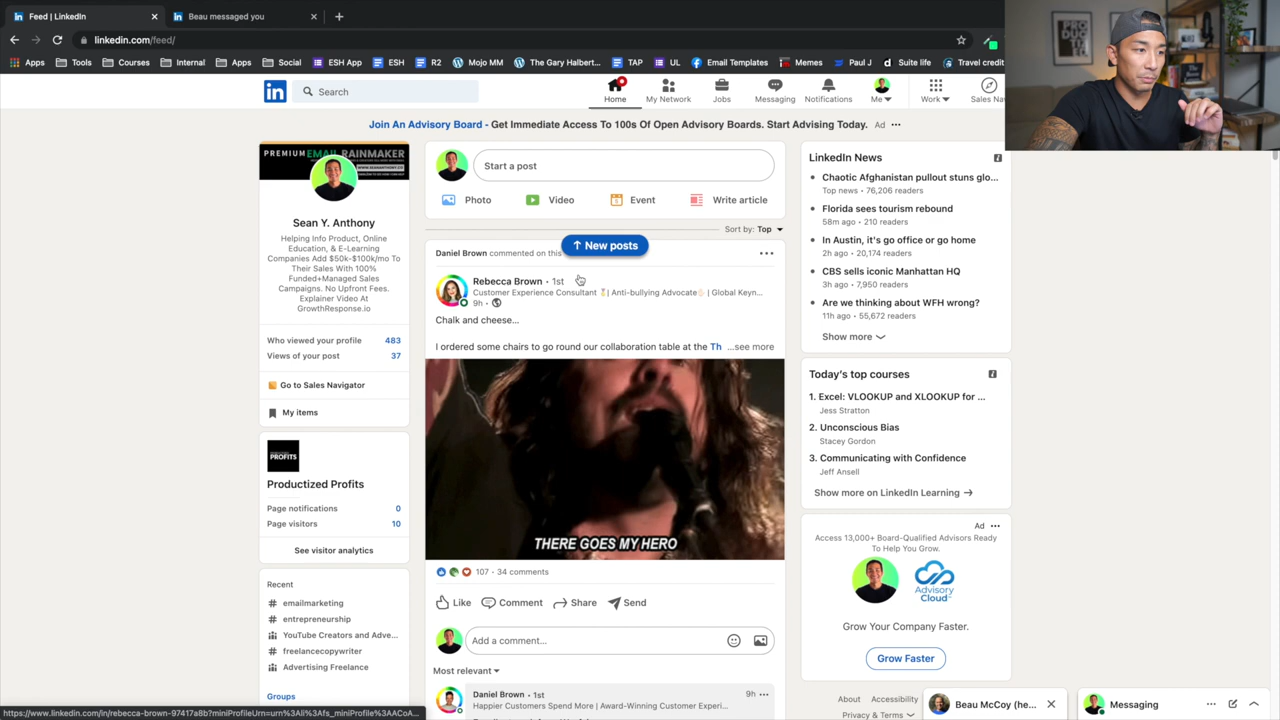 Feed | LinkedIn
Beau messaged you
linkedin.com/feed/
Apps
Tools
Courses
Internal
Apps
Social
ESH App
ESH
R2
Mojo MM
The Gary Halbert...
TAP
UL
Email Templates
Memes
Paul J
Suite life
Travel credit
in
Search
Home
My Network
Jobs
Messaging
Notifications
Me
Work
Sales Na
Join An Advisory Board - Get Immediate Access To 100s Of Open Advisory Boards. Start Advising Today. Ad
PREMIUM EMAIL RAINMAKER
Sean Y. Anthony
Helping Info Product, Online
Education, & E-Learning
Companies Add $50k-$100k/mo To
Their Sales With 100%
Funded+Managed Sales
Campaigns. No Upfront Fees.
Explainer Video At
GrowthResponse.io
Who viewed your profile 483
Views of your post 37
Go to Sales Navigator
My items
Productized Profits
Page notifications 0
Page visitors 10
See visitor analytics
Recent
# emailmarketing
# entrepreneurship
YouTube Creators and Adve...
# freelancecopywriter
Advertising Freelance
Groups
https://www.linkedin.com/in/rebecca-brown-97417a8b?miniProfileUrn=urn%3Ali%3Afs_miniProfile%3AACoA...
Start a post
Photo
Video
Event
Write article
Sort by: Top
↑ New posts
Daniel Brown commented on this
Rebecca Brown · 1st
Customer Experience Consultant | Anti-bullying Advocate | Global Keyn...
9h ·
Chalk and cheese...
I ordered some chairs to go round our collaboration table at the Th ...see more
THERE GOES MY HERO
107 · 34 comments
Like
Comment
Share
Send
Add a comment...
Most relevant
Daniel Brown · 1st 9h
Happier Customers Spend More | Award-Winning Customer Experi...
LinkedIn News
Chaotic Afghanistan pullout stuns glo...
Top news · 76,206 readers
Florida sees tourism rebound
58m ago · 210 readers
In Austin, it's go office or go home
2h ago · 20,174 readers
CBS sells iconic Manhattan HQ
3h ago · 7,950 readers
Are we thinking about WFH wrong?
11h ago · 55,672 readers
Show more
Today's top courses
1. Excel: VLOOKUP and XLOOKUP for ...
Jess Stratton
2. Unconscious Bias
Stacey Gordon
3. Communicating with Confidence
Jeff Ansell
Show more on LinkedIn Learning →
Ad
Access 13,000+ Board-Qualified Advisors Ready
To Help You Grow.
Advisory
Cloud
Grow Your Company Faster.
Grow Faster
About
Accessibility
Privacy & Terms
Beau McCoy (he...
Messaging